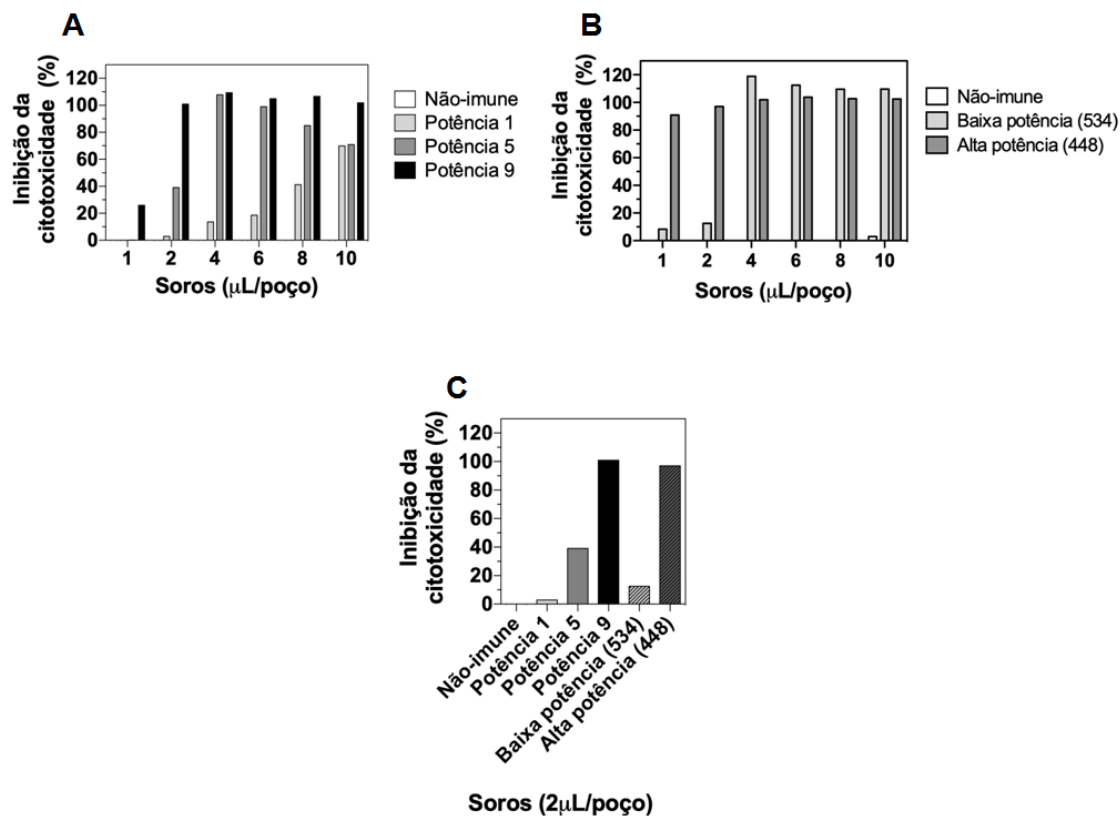 A
Inibição da
citotoxicidade (%)
120
100
80
60
40
20
0
1 2 4 6 8 10
Soros (μL/poço)
Não-imune
Potência 1
Potência 5
Potência 9
B
Inibição da
citotoxicidade (%)
120
100
80
60
40
20
0
1 2 4 6 8 10
Soros (μL/poço)
Não-imune
Baixa potência (534)
Alta potência (448)
C
Inibição da
citotoxicidade (%)
120
100
80
60
40
20
0
Não-imune
Potência 1
Potência 5
Potência 9
Baixa potência (534)
Alta potência (448)
Soros (2μL/poço)